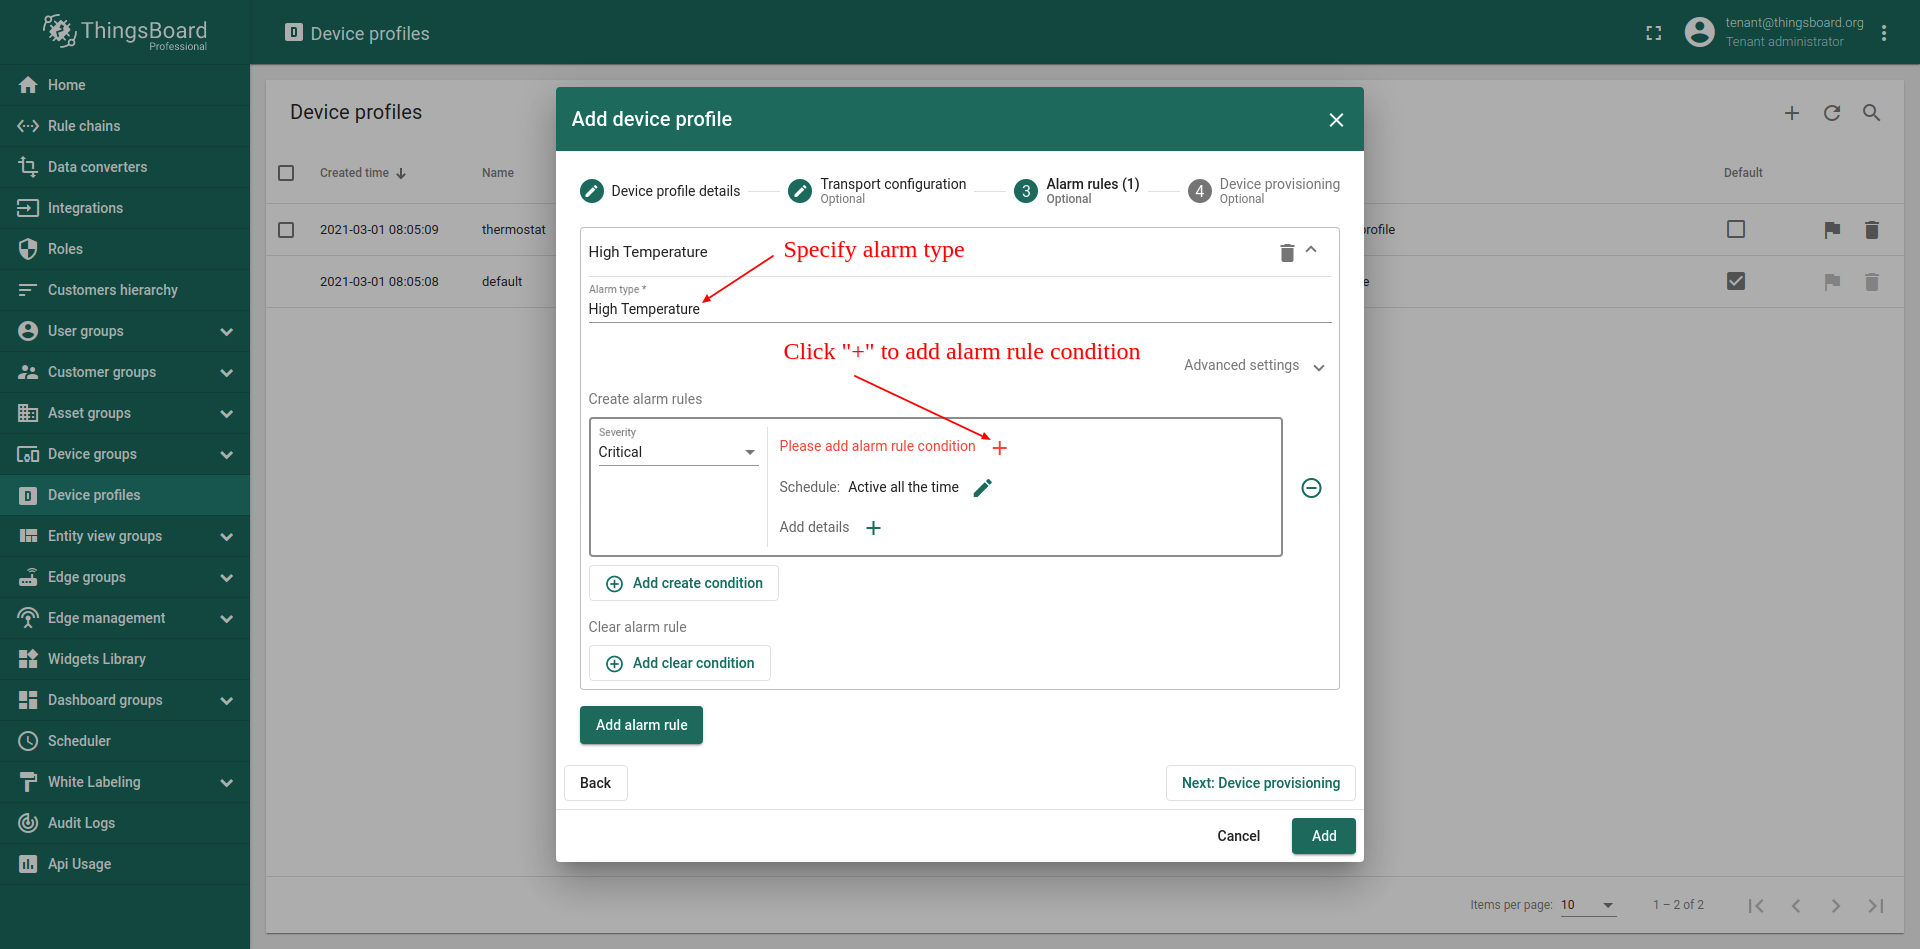 ThingsBoard
Professional
Device profiles
tenant@thingsboard.org
Tenant administrator
Home
Rule chains
Data converters
Integrations
Roles
Customers hierarchy
User groups
Customer groups
Asset groups
Device groups
Device profiles
Entity view groups
Edge groups
Edge management
Widgets Library
Dashboard groups
Scheduler
White Labeling
Audit Logs
Api Usage
Device profiles
Created time
Name
Default
2021-03-01 08:05:09
thermostat
rofile
2021-03-01 08:05:08
default
e
Add device profile
Device profile details
Transport configuration
Optional
3
Alarm rules (1)
Optional
4
Device provisioning
Optional
High Temperature
Specify alarm type
Alarm type *
High Temperature
Click "+" to add alarm rule condition
Advanced settings
Create alarm rules
Severity
Critical
Please add alarm rule condition
Schedule: Active all the time
Add details
Add create condition
Clear alarm rule
Add clear condition
Add alarm rule
Back
Next: Device provisioning
Cancel
Add
Items per page: 10
1 – 2 of 2